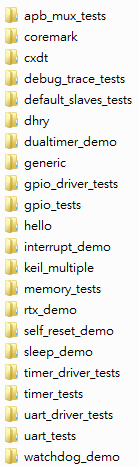 apb_mux_tests
coremark
cxdt
debug_trace_tests
default_slaves_tests
dhry
dualtimer_demo
generic
gpio_driver_tests
gpio_tests
hello
interrupt_demo
keil_multiple
memory_tests
rtx_demo
self_reset_demo
sleep_demo
timer_driver_tests
timer_tests
uart_driver_tests
uart_tests
watchdog_demo